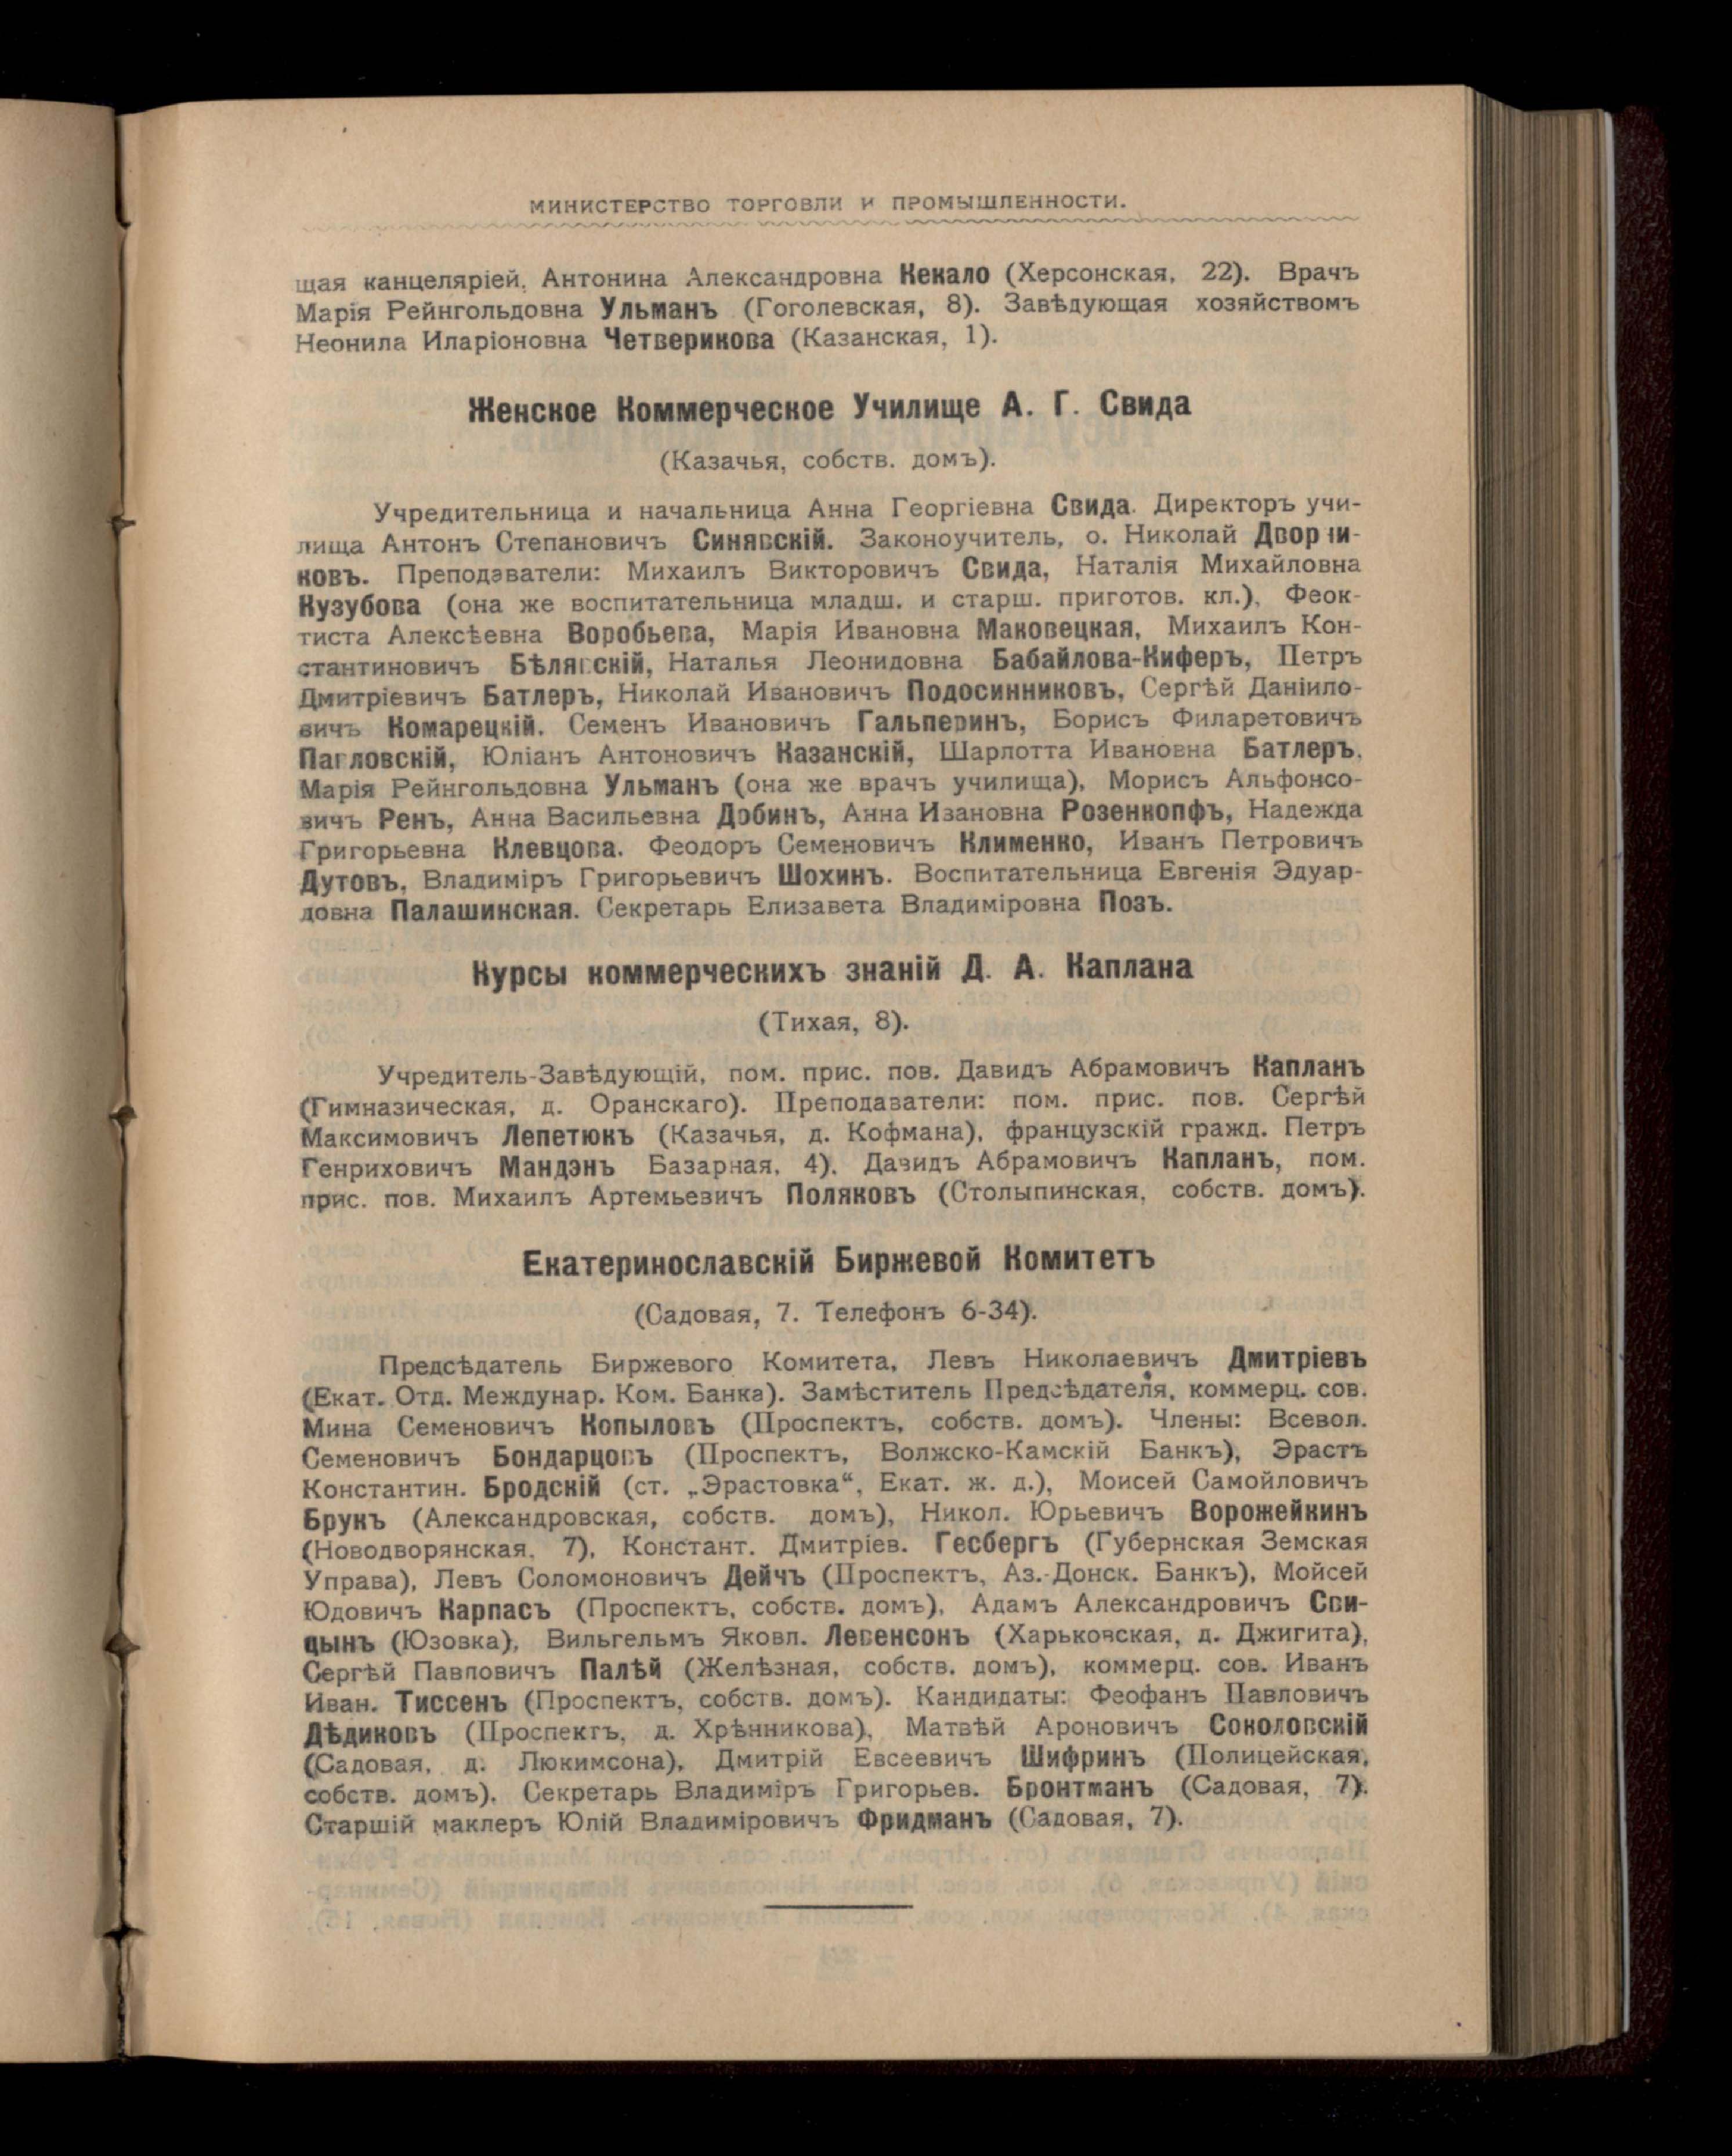 МИНИСТЕРСТВО ТОРГОВЛИ И ПРОМЫШЛЕННОСТИ.
щая канцеляріей, Антонина Александровна Кекало (Херсонская, 22). Врачъ
Марія Рейнгольдовна Ульманъ (Гоголевская, 8). Завѣдующая хозяйствомъ
Неонила Иларіоновна Четверикова (Казанская, 1).
Женское Коммерческое Училище А. Г. Свида
(Казачья, собств. домъ).
Учредительница и начальница Анна Георгіевна Свида. Директоръ учи-
лища Антонъ Степановичъ Синявскій. Законоучитель, о. Николай Дворни-
ковъ. Преподаватели: Михаилъ Викторовичъ Свида, Наталія Михайловна
Кузубова (она же воспитательница младш. и старш. приготов. кл.), Феок-
тиста Алексѣевна Воробьева, Марія Ивановна Маковецкая, Михаилъ Кон-
стантиновичъ Бѣлявскій, Наталья Леонидовна Бабайлова-Киферъ, Петръ
Дмитріевичъ Батлеръ, Николай Ивановичъ Подосинниковъ, Сергѣй Даніило-
вичъ Комарецкій. Семенъ Ивановичъ Гальперинъ, Борисъ Филаретовичъ
Павловскій, Юліанъ Антоновичъ Казанскій, Шарлотта Ивановна Батлеръ,
Марія Рейнгольдовна Ульманъ (она же врачъ училища), Морисъ Альфонсо-
вичъ Ренъ, Анна Васильевна Добинъ, Анна Ивановна Розенкопфъ, Надежда
Григорьевна Клевцова. Феодоръ Семеновичъ Клименко, Иванъ Петровичъ
Дутовъ, Владиміръ Григорьевичъ Шохинъ. Воспитательница Евгенія Эдуар-
довна Палашинская. Секретарь Елизавета Владиміровна Позъ.
Курсы коммерческихъ знаній Д. А. Каплана
(Тихая, 8).
Учредитель-Завѣдующій, пом. прис. пов. Давидъ Абрамовичъ Капланъ
(Гимназическая, д. Оранскаго). Преподаватели: пом. прис. пов. Сергѣй
Максимовичъ Лепетюкъ (Казачья, д. Кофмана), французскій гражд. Петръ
Генриховичъ Мандэнъ Базарная, 4). Давидъ Абрамовичъ Капланъ, пом.
прис. пов. Михаилъ Артемьевичъ Поляковъ (Столыпинская, собств. домъ).
Екатеринославскій Биржевой Комитетъ
(Садовая, 7. Телефонъ 6-34).
Предсѣдатель Биржевого Комитета, Левъ Николаевичъ Дмитріевъ
(Екат. Отд. Междунар. Ком. Банка). Замѣститель Предсѣдателя, коммерц. сов.
Мина Семеновичъ Копыловъ (Проспектъ, собств. домъ). Члены: Всевол.
Семеновичъ Бондарцовъ (Проспектъ, Волжско-Камскій Банкъ), Эрастъ
Константин. Бродскій (ст. „Эрастовка“, Екат. ж. д.), Моисей Самойловичъ
Брукъ (Александровская, собств. домъ), Никол. Юрьевичъ Ворожейкинъ
(Новодворянская, 7), Констант. Дмитріев. Гесбергъ (Губернская Земская
Управа), Левъ Соломоновичъ Дейчъ (Проспектъ, Аз.-Донск. Банкъ), Мойсей
Юдовичъ Карпасъ (Проспектъ, собств. домъ), Адамъ Александровичъ Сви-
цынъ (Юзовка), Вильгельмъ Яковл. Левенсонъ (Харьковская, д. Джигита),
Сергѣй Павловичъ Палѣй (Желѣзная, собств. домъ), коммерц. сов. Иванъ
Иван. Тиссенъ (Проспектъ, собств. домъ). Кандидаты: Феофанъ Павловичъ
Дѣдиковъ (Проспектъ, д. Хрѣнникова), Матвѣй Ароновичъ Соколовскій
(Садовая, д. Люкимсона), Дмитрій Евсеевичъ Шифринъ (Полицейская,
собств. домъ). Секретарь Владиміръ Григорьев. Бронтманъ (Садовая, 7).
Старшій маклеръ Юлій Владиміровичъ Фридманъ (Садовая, 7).